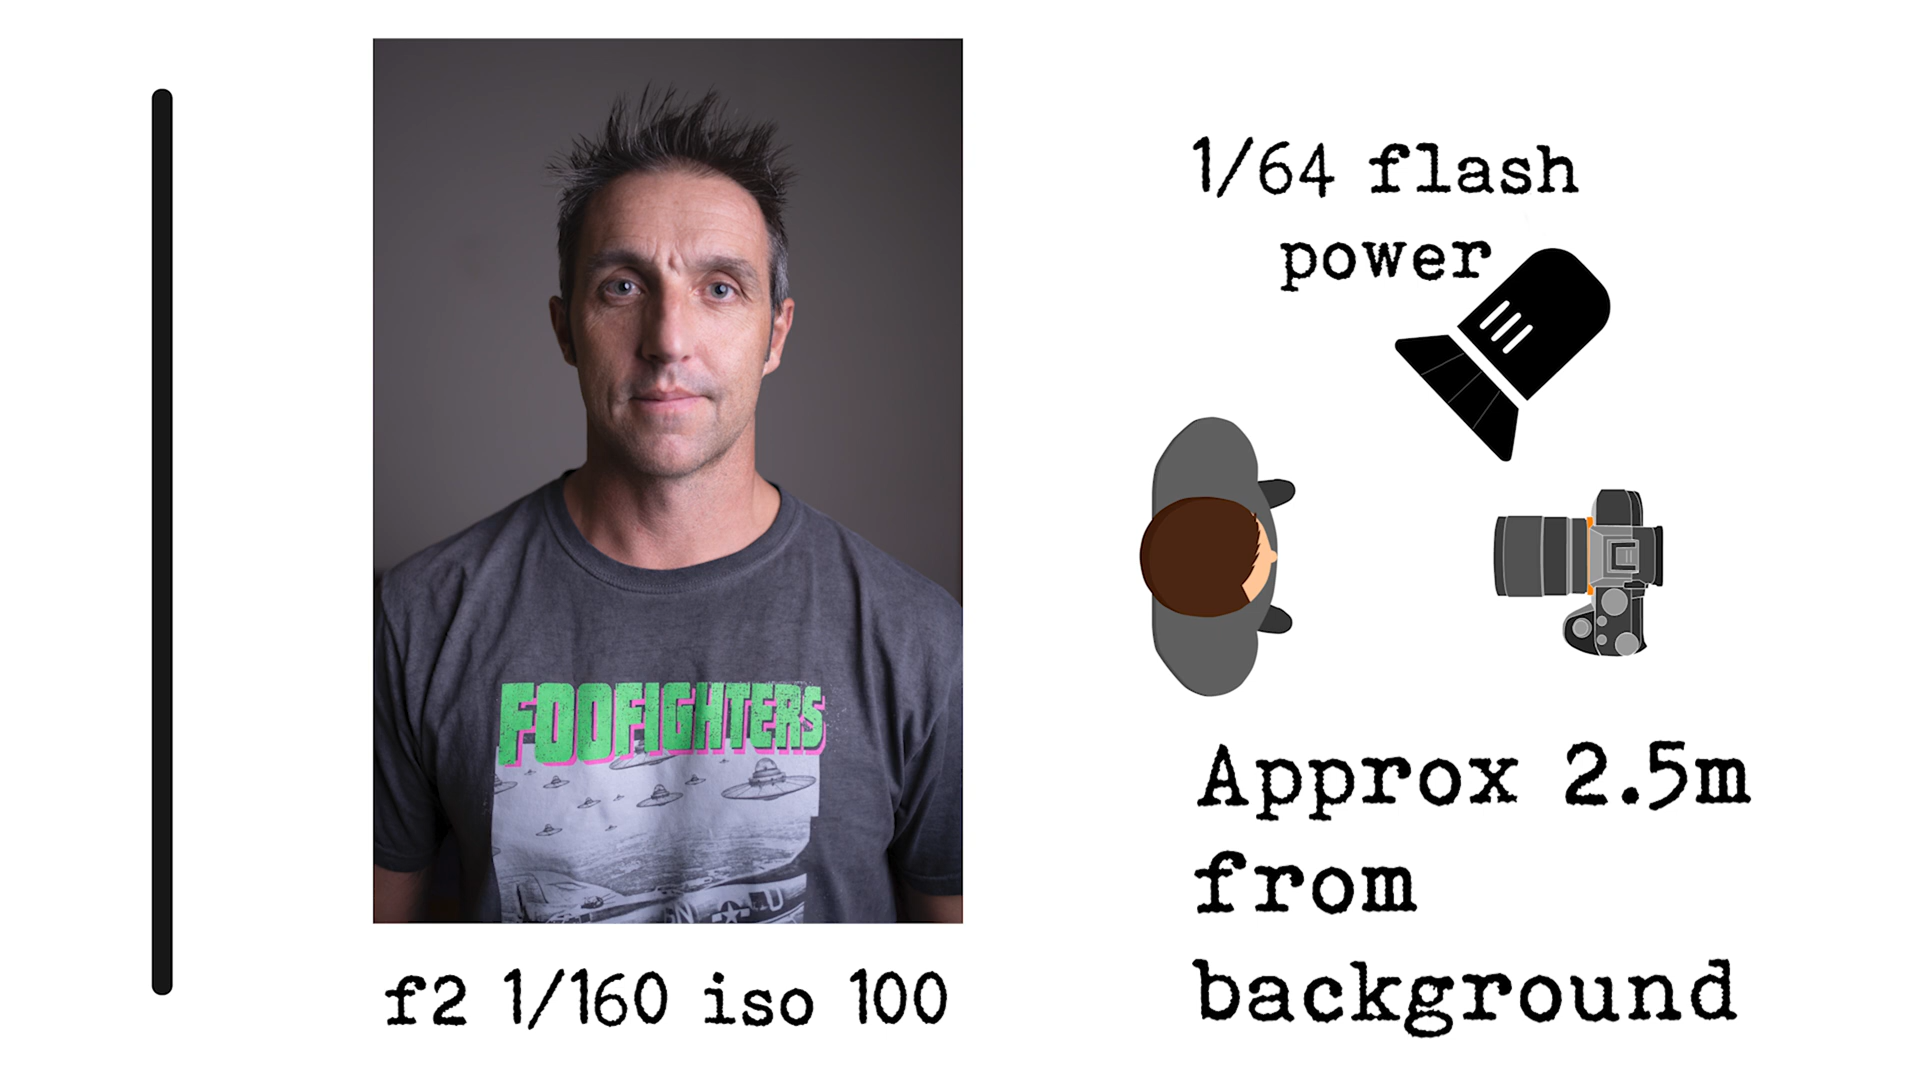 1/64 flash
power
FOOFIGHTERS
N
U
f2 1/160 iso 100
Approx 2.5m
from
background